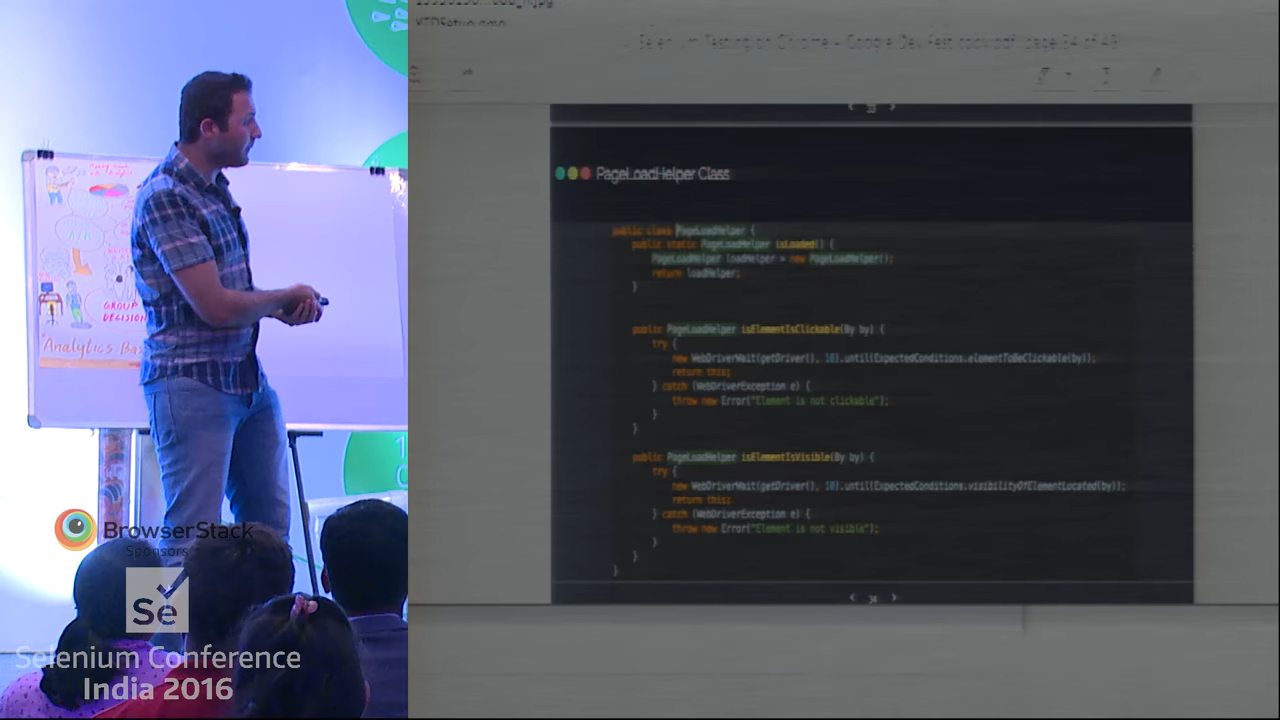 GROUP
DECISION
Analytics Bas
BrowserStack
Sponsors
Se
Selenium Conference
India 2016
33
PageLoadHelper Class
public class PageLoadHelper {
public static PageLoadHelper isLoaded() {
PageLoadHelper loadHelper = new PageLoadHelper();
return loadHelper;
}
public PageLoadHelper isElementIsClickable(By by) {
try {
new WebDriverWait(getDriver(), 10).until(ExpectedConditions.elementToBeClickable(by));
return this;
} catch (WebDriverException e) {
throw new Error("Element is not clickable");
}
}
public PageLoadHelper isElementIsVisible(By by) {
try {
new WebDriverWait(getDriver(), 10).until(ExpectedConditions.visibilityOfElementLocated(by));
return this;
} catch (WebDriverException e) {
throw new Error("Element is not visible");
}
}
}
34